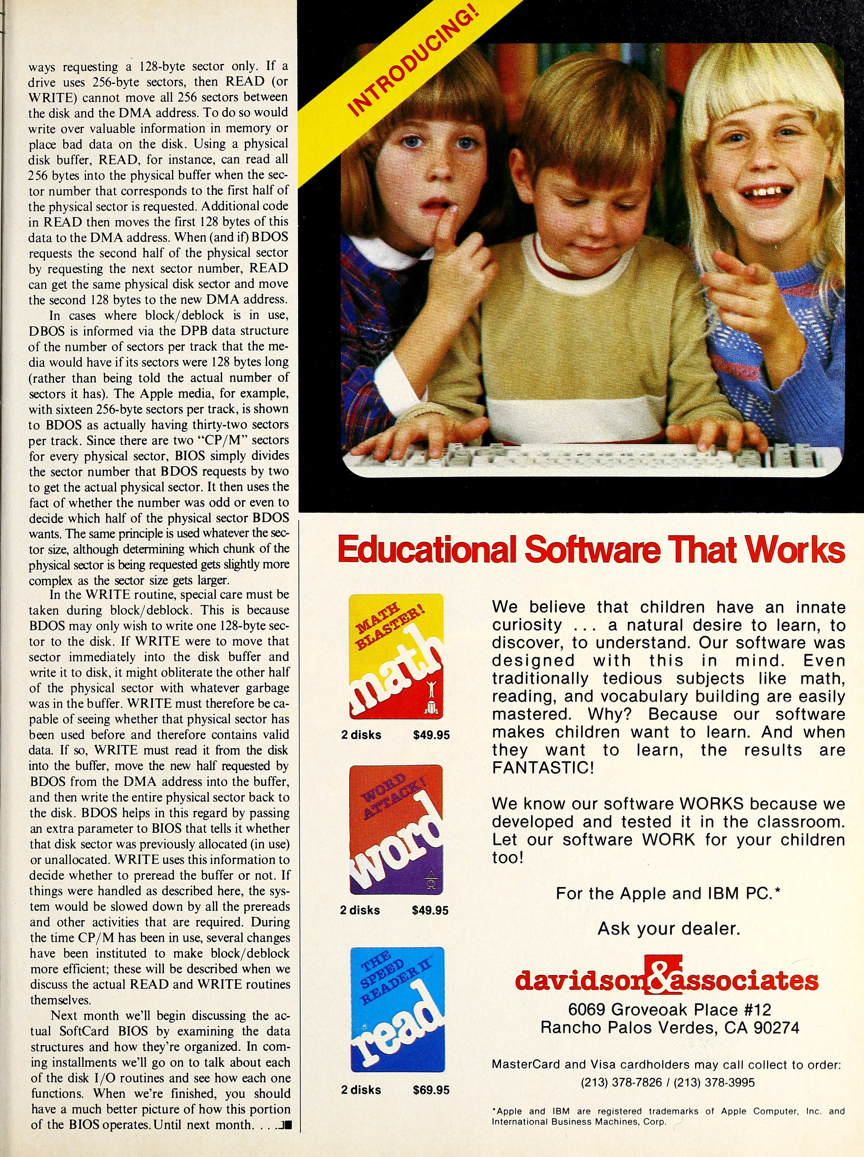 ways requesting a 128-byte sector only. If a
drive uses 256-byte sectors, then READ (or
WRITE) cannot move all 256 sectors between
the disk and the DMA address. To do so would
write over valuable information in memory or
place bad data on the disk. Using a physical
disk buffer, READ, for instance, can read all
256 bytes into the physical buffer when the sec-
tor number that corresponds to the first half of
the physical sector is requested. Additional code
in READ then moves the first 128 bytes of this
data to the DMA address. When (and if) BDOS
requests the second half of the physical sector
by requesting the next sector number, READ
can get the same physical disk sector and move
the second 128 bytes to the new DMA address.
In cases where block/deblock is in use,
DBOS is informed via the DPB data structure
of the number of sectors per track that the me-
dia would have if its sectors were 128 bytes long
(rather than being told the actual number of
sectors it has). The Apple media, for example,
with sixteen 256-byte sectors per track, is shown
to BDOS as actually having thirty-two sectors
per track. Since there are two “CP/M” sectors
for every physical sector, BIOS simply divides
the sector number that BDOS requests by two
to get the actual physical sector. It then uses the
fact of whether the number was odd or even to
decide which half of the physical sector BDOS
wants. The same principle is used whatever the sec-
tor size, although determining which chunk of the
physical sector is being requested gets slightly more
complex as the sector size gets larger.
In the WRITE routine, special care must be
taken during block/deblock. This is because
BDOS may only wish to write one 128-byte sec-
tor to the disk. If WRITE were to move that
sector immediately into the disk buffer and
write it to disk, it might obliterate the other half
of the physical sector with whatever garbage
was in the buffer. WRITE must therefore be ca-
pable of seeing whether that physical sector has
been used before and therefore contains valid
data. If so, WRITE must read it from the disk
into the buffer, move the new half requested by
BDOS from the DMA address into the buffer,
and then write the entire physical sector back to
the disk. BDOS helps in this regard by passing
an extra parameter to BIOS that tells it whether
that disk sector was previously allocated (in use)
or unallocated. WRITE uses this information to
decide whether to preread the buffer or not. If
things were handled as described here, the sys-
tem would be slowed down by all the prereads
and other activities that are required. During
the time CP/M has been in use, several changes
have been instituted to make block/deblock
more efficient; these will be described when we
discuss the actual READ and WRITE routines
themselves.
Next month we'll begin discussing the ac-
tual SoftCard BIOS by examining the data
structures and how they're organized. In com-
ing installments we'll go on to talk about each
of the disk I/O routines and see how each one
functions. When we're finished, you should
have a much better picture of how this portion
of the BIOS operates. Until next month. . . .
INTRODUCING!
Educational Software That Works
MATH
BLASTER!
math
2 disks $49.95
WORD
ATTACK!
word
2 disks $49.95
THE
SPEED
READER II™
read
2 disks $69.95
We believe that children have an innate
curiosity ... a natural desire to learn, to
discover, to understand. Our software was
designed with this in mind. Even
traditionally tedious subjects like math,
reading, and vocabulary building are easily
mastered. Why? Because our software
makes children want to learn. And when
they want to learn, the results are
FANTASTIC!
We know our software WORKS because we
developed and tested it in the classroom.
Let our software WORK for your children
too!
For the Apple and IBM PC.*
Ask your dealer.
davidson & associates
6069 Groveoak Place #12
Rancho Palos Verdes, CA 90274
MasterCard and Visa cardholders may call collect to order:
(213) 378-7826 / (213) 378-3995
*Apple and IBM are registered trademarks of Apple Computer, Inc. and
International Business Machines, Corp.